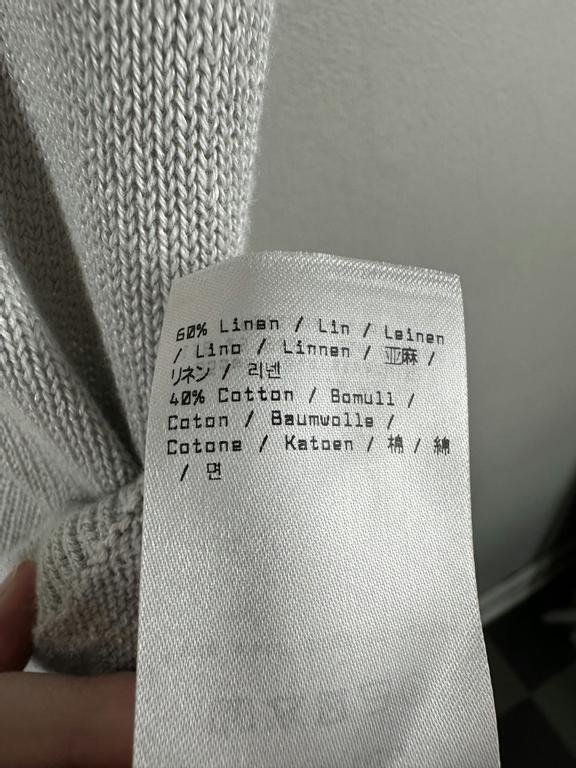 60% Linen / Lin / Leinen
/ Lino / Linnen / 亚麻 /
リネン / 리넨
40% Cotton / Bomull /
Coton / Baumwolle /
Cotone / Katoen / 棉 / 綿
/ 면